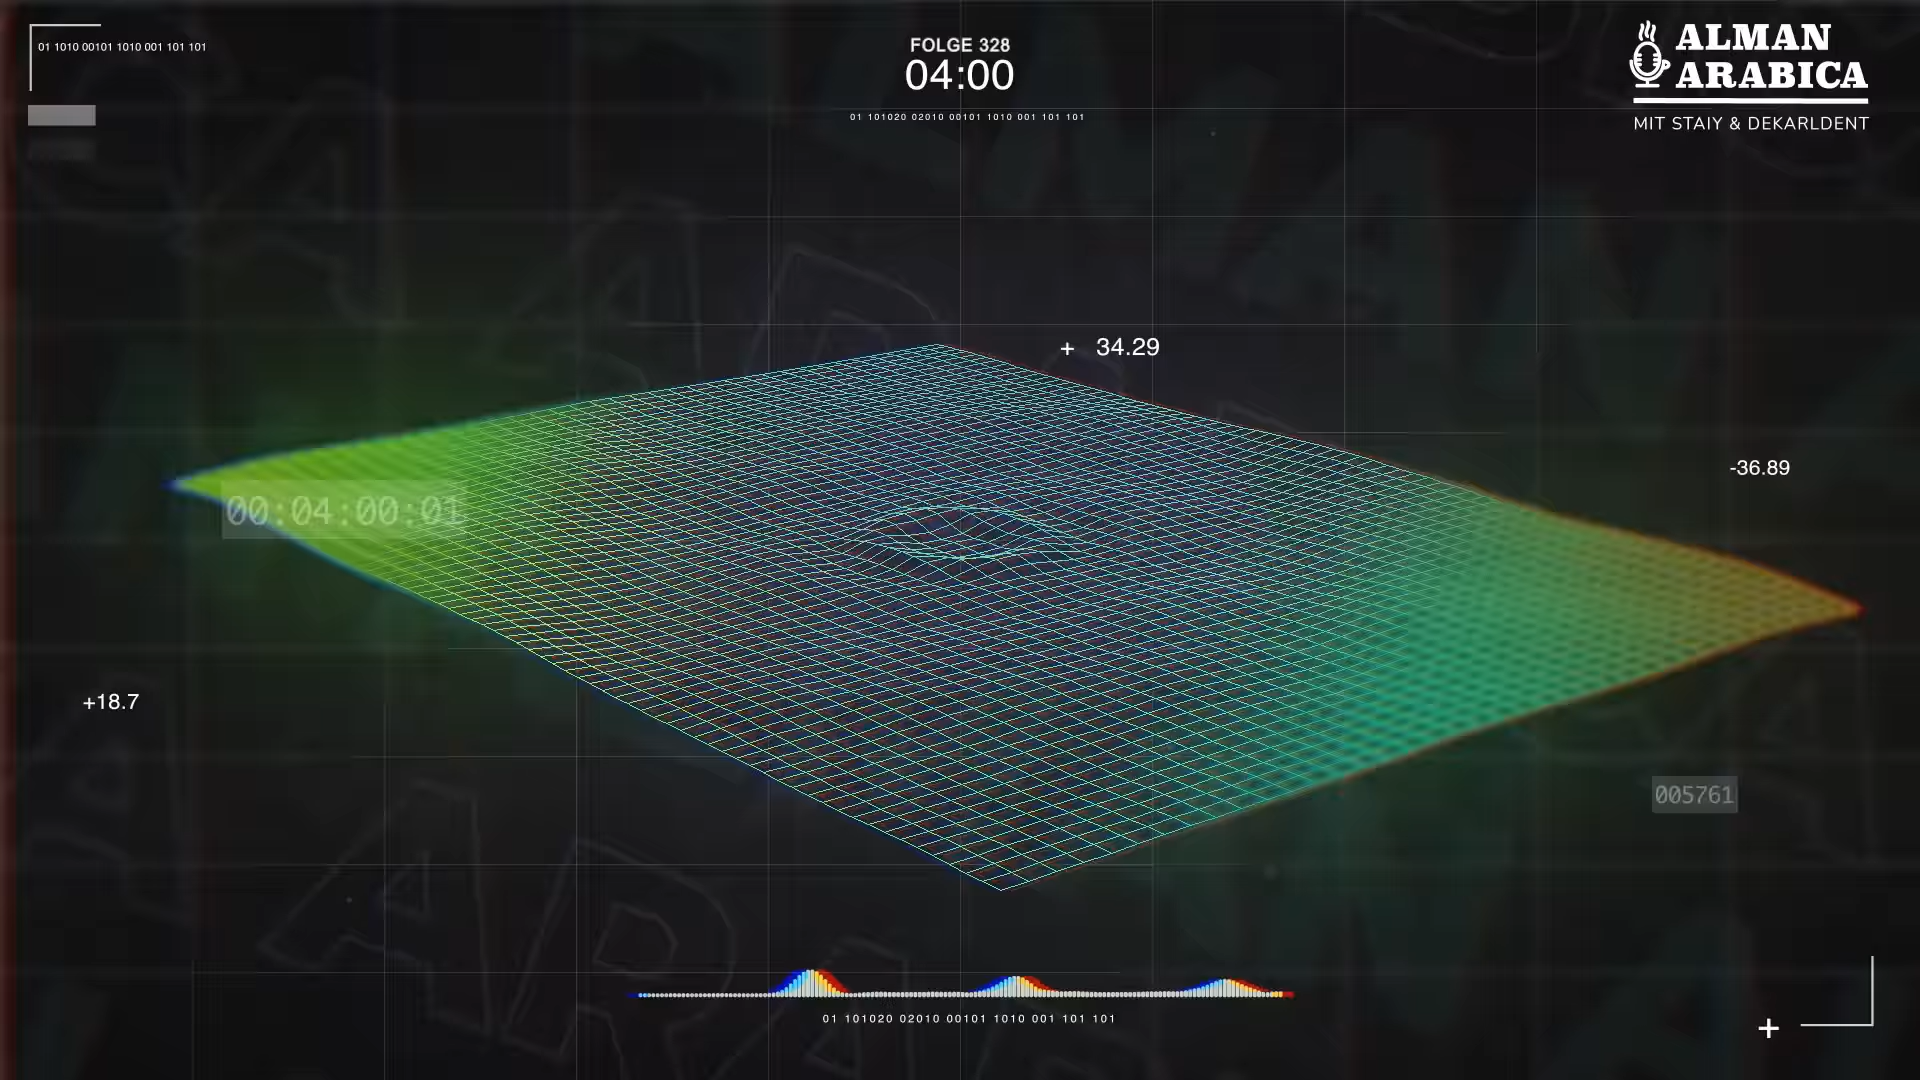 01 1010 00101 1010 001 101 101
FOLGE 328
04:00
01 101020 02010 00101 1010 001 101 101
ALMAN
ARABICA
MIT STAIY & DEKARLDENT
+ 34.29
-36.89
00:04:00:01
+18.7
005761
01 101020 02010 00101 1010 001 101 101
+